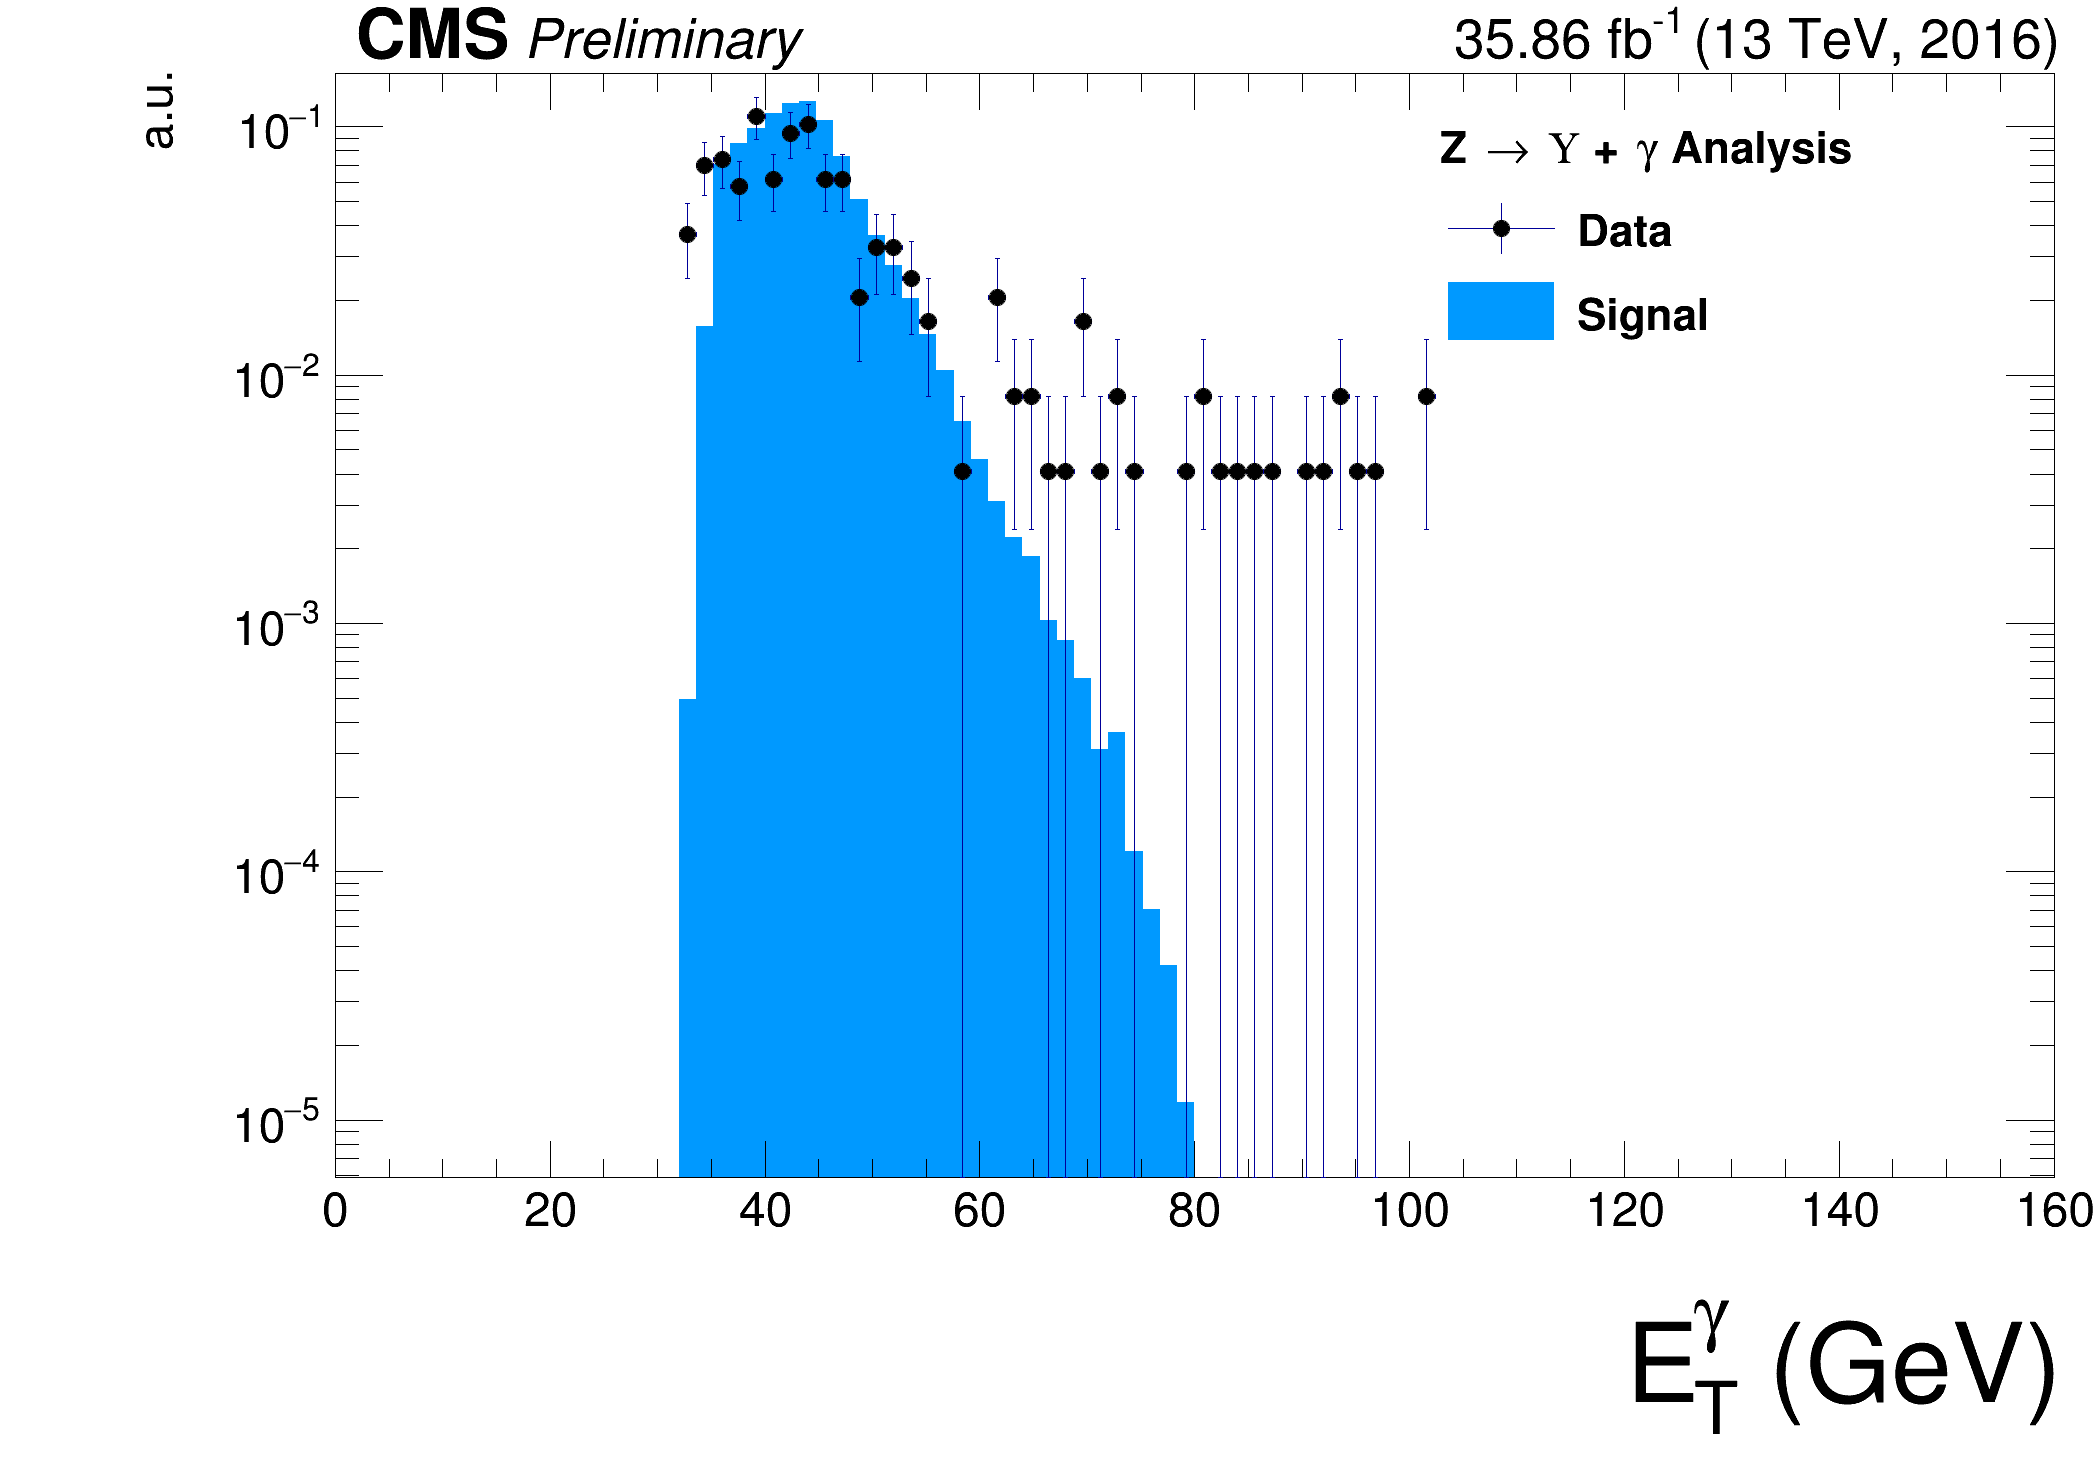 CMS Preliminary 35.86 fb⁻¹ (13 TeV, 2016)
a.u.
10⁻¹
10⁻²
10⁻³
10⁻⁴
10⁻⁵
Z → Υ + γ Analysis
Data
Signal
0 20 40 60 80 100 120 140 160
E_T^γ (GeV)